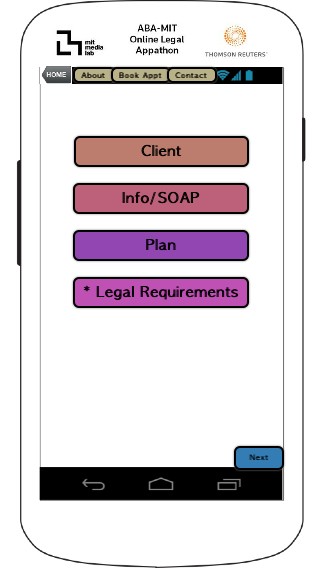 mit
media
lab
ABA-MIT
Online Legal
Appathon
THOMSON REUTERS
HOME
About
Book Appt
Contact
Client
Info/SOAP
Plan
* Legal Requirements
Next